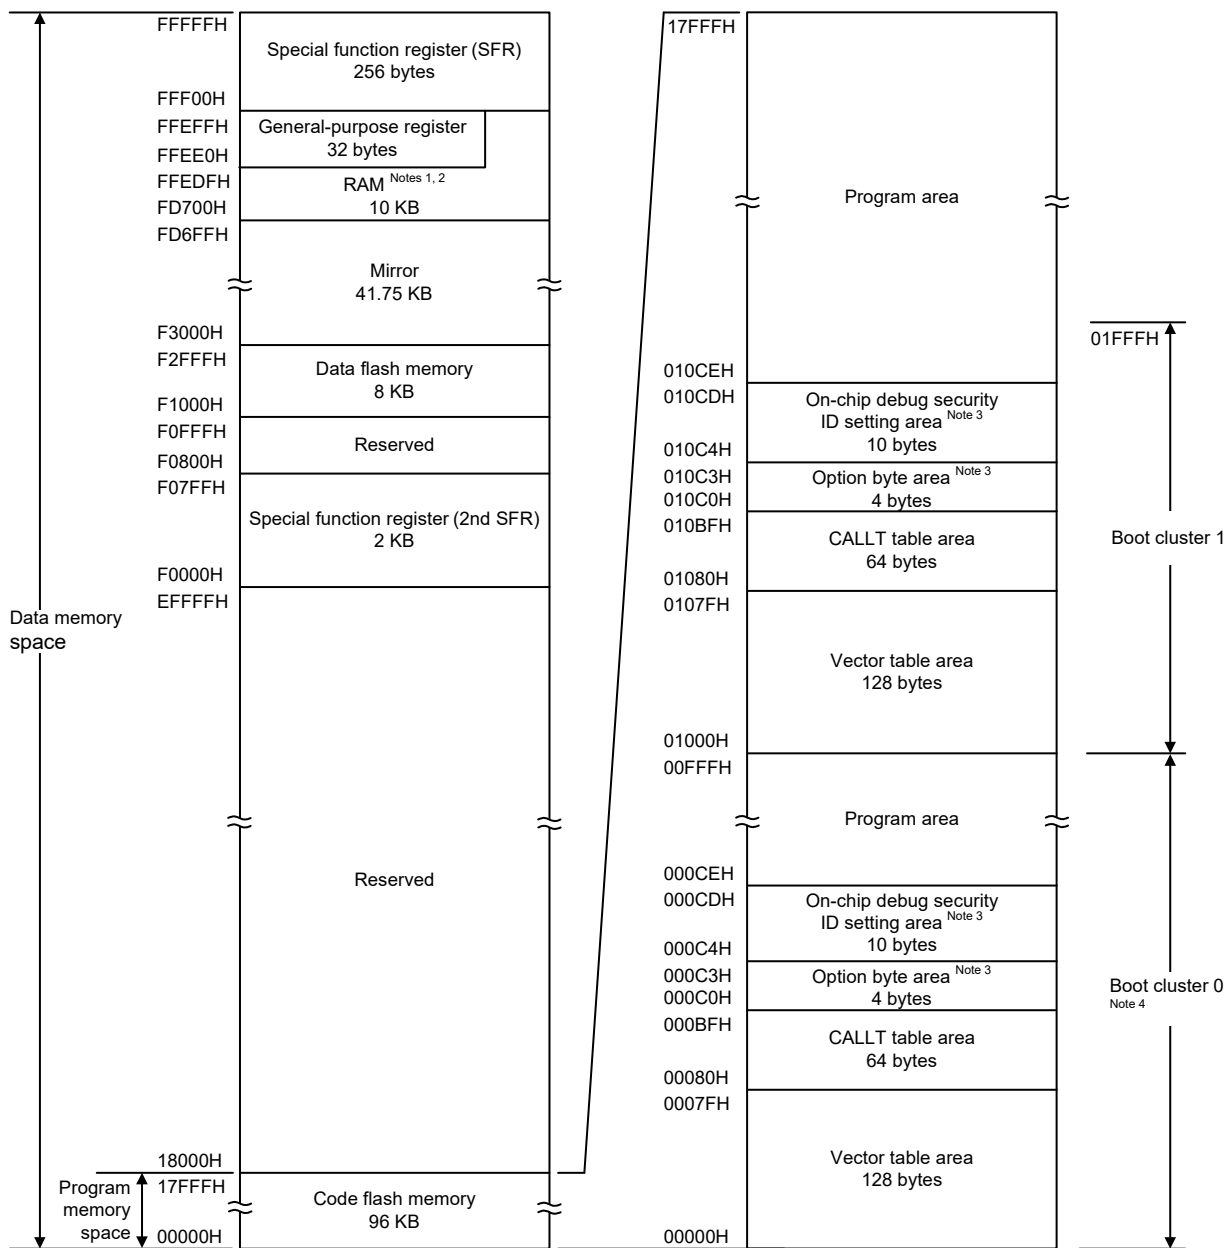 FFFFFH
Special function register (SFR)
256 bytes
FFF00H
FFEFFH
General-purpose register
32 bytes
FFEE0H
FFEDFH
RAM Notes 1, 2
10 KB
FD700H
FD6FFH
Mirror
41.75 KB
F3000H
F2FFFH
Data flash memory
8 KB
F1000H
F0FFFH
Reserved
F0800H
F07FFH
Special function register (2nd SFR)
2 KB
F0000H
EFFFFH
Data memory
space
Reserved
18000H
17FFFH
Program
memory
space
Code flash memory
96 KB
00000H
17FFFH
Program area
01FFFH
010CEH
010CDH
On-chip debug security
ID setting area Note 3
10 bytes
010C4H
010C3H
Option byte area Note 3
4 bytes
010C0H
010BFH
CALLT table area
64 bytes
01080H
0107FH
Boot cluster 1
Vector table area
128 bytes
01000H
00FFFH
Program area
000CEH
000CDH
On-chip debug security
ID setting area Note 3
10 bytes
000C4H
000C3H
Option byte area Note 3
4 bytes
000C0H
000BFH
Boot cluster 0
Note 4
CALLT table area
64 bytes
00080H
0007FH
Vector table area
128 bytes
00000H